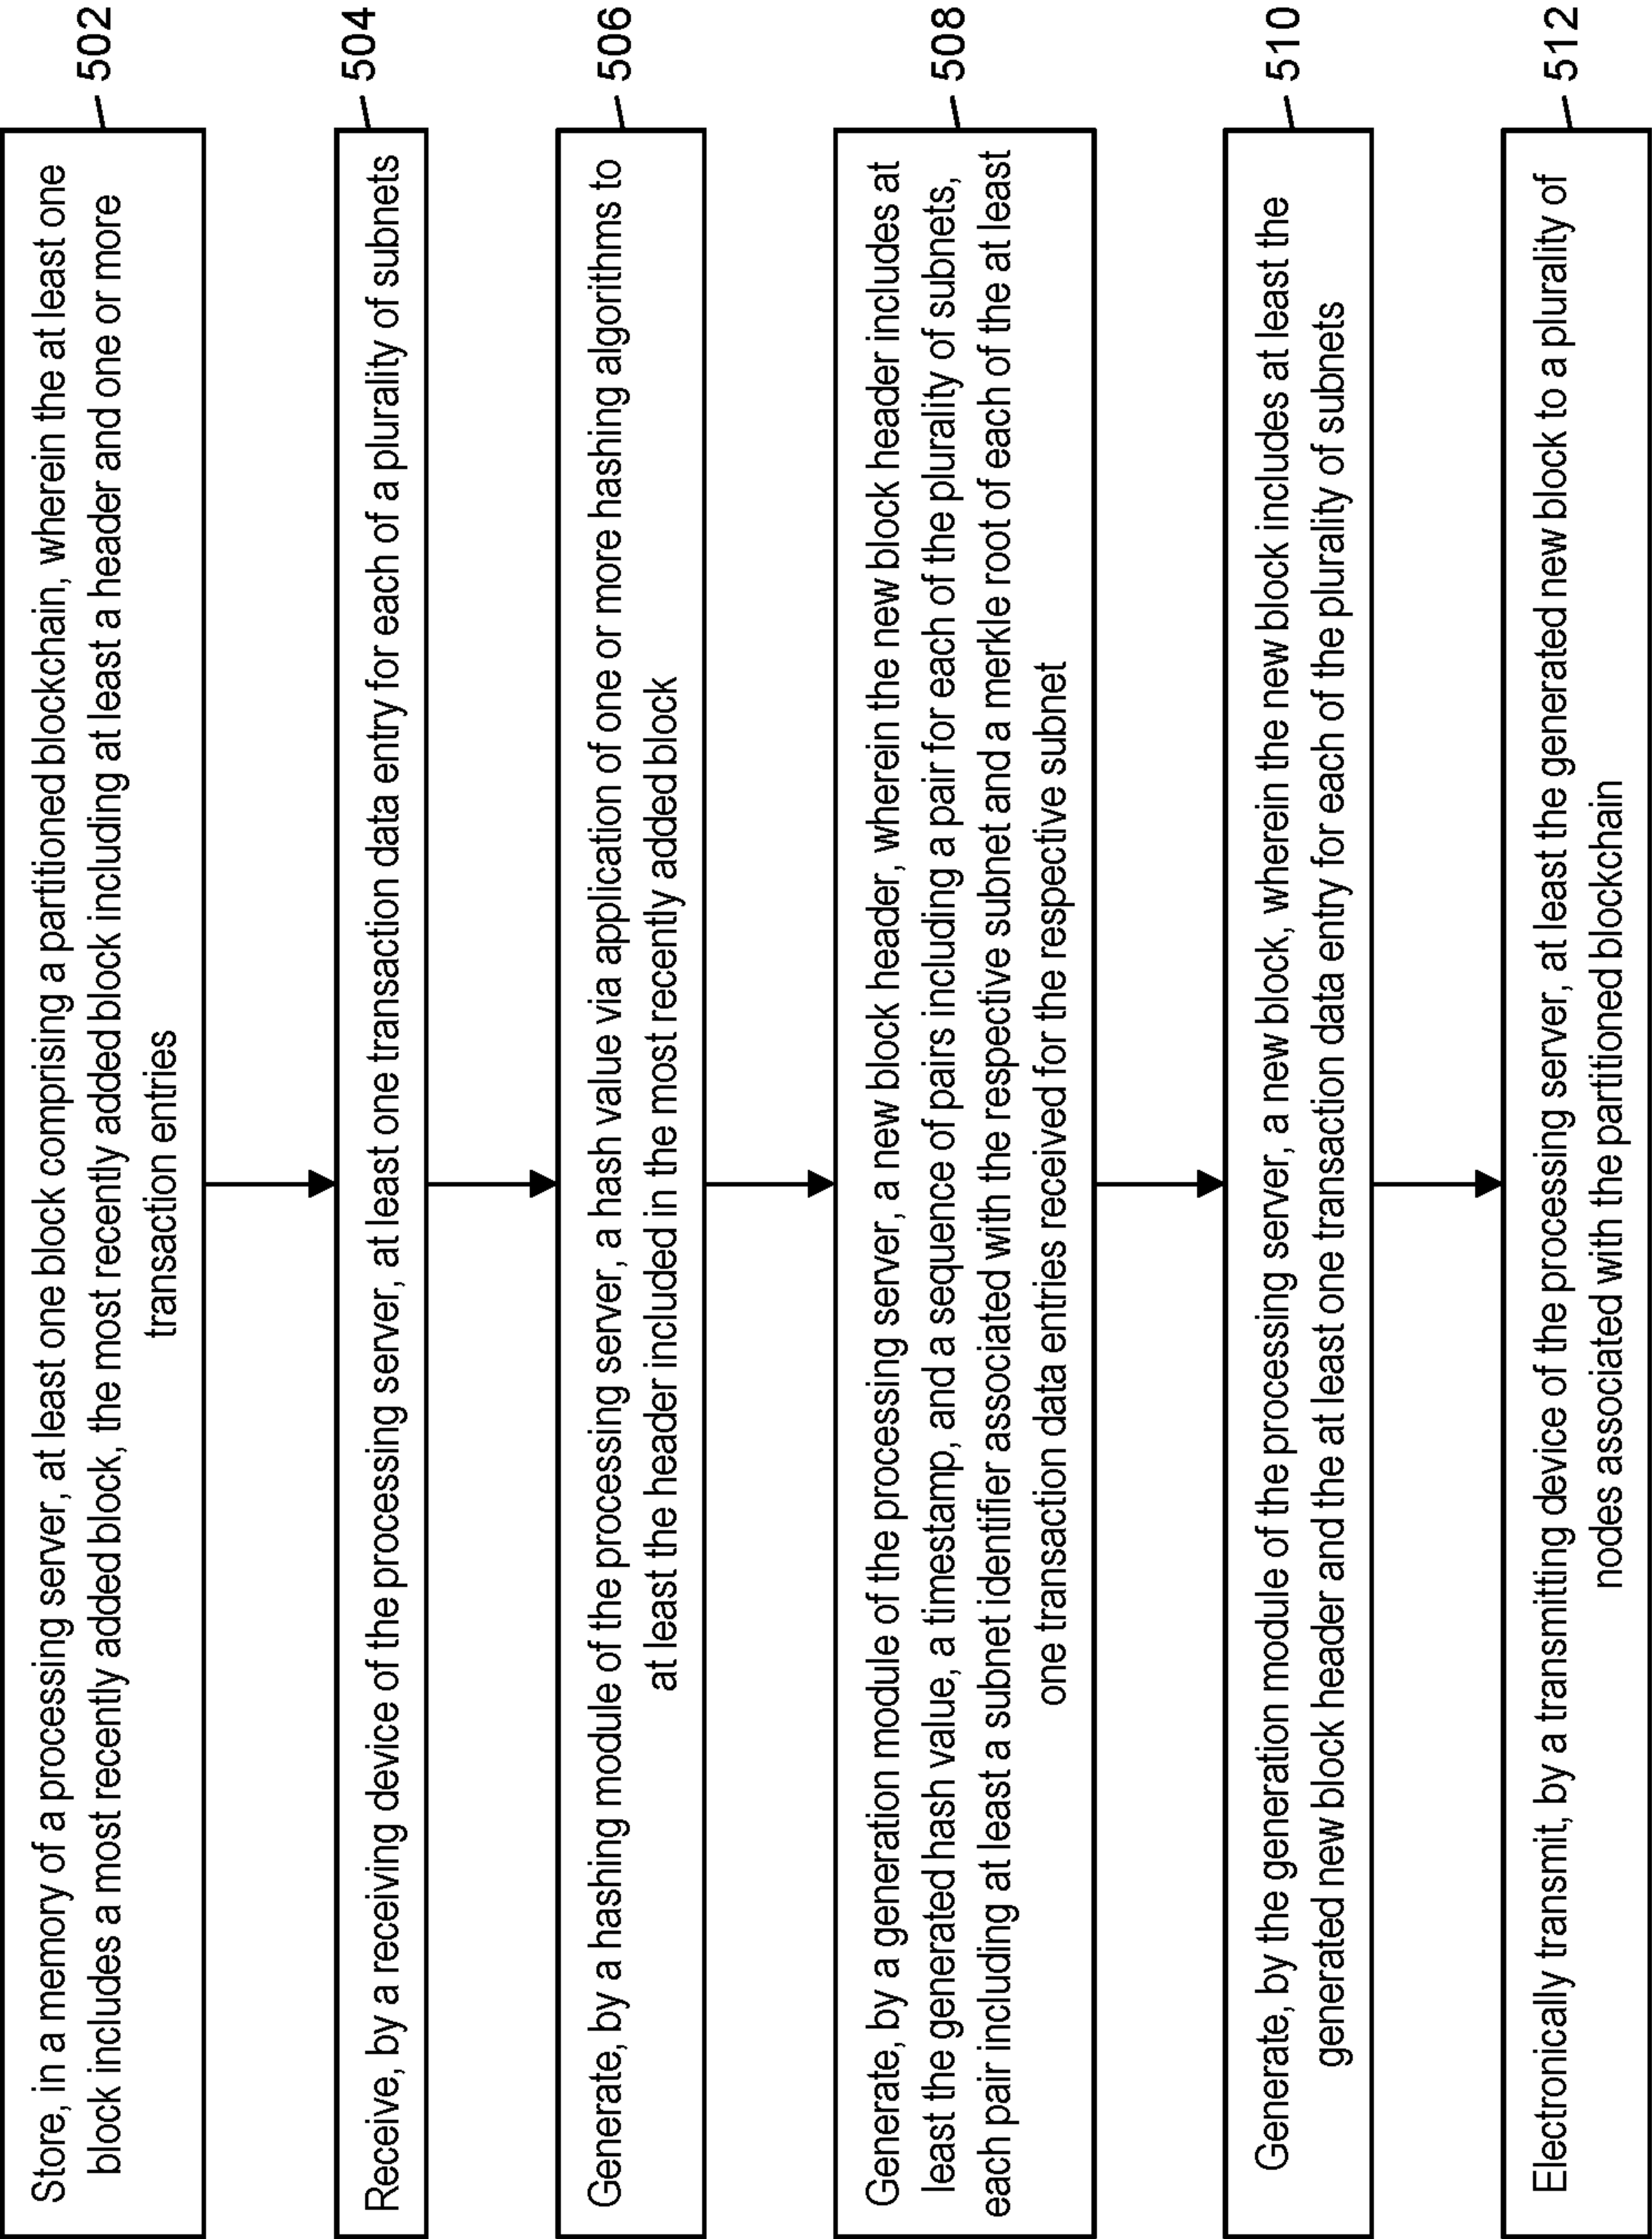 Store, in a memory of a processing server, at least one block comprising a partitioned blockchain, wherein the at least one
block includes a most recently added block, the most recently added block including at least a header and one or more
transaction entries
502
Receive, by a receiving device of the processing server, at least one transaction data entry for each of a plurality of subnets
504
Generate, by a hashing module of the processing server, a hash value via application of one or more hashing algorithms to
at least the header included in the most recently added block
506
Generate, by a generation module of the processing server, a new block header, wherein the new block header includes at
least the generated hash value, a timestamp, and a sequence of pairs including a pair for each of the plurality of subnets,
each pair including at least a subnet identifier associated with the respective subnet and a merkle root of each of the at least
one transaction data entries received for the respective subnet
508
Generate, by the generation module of the processing server, a new block, wherein the new block includes at least the
generated new block header and the at least one transaction data entry for each of the plurality of subnets
510
Electronically transmit, by a transmitting device of the processing server, at least the generated new block to a plurality of
nodes associated with the partitioned blockchain
512